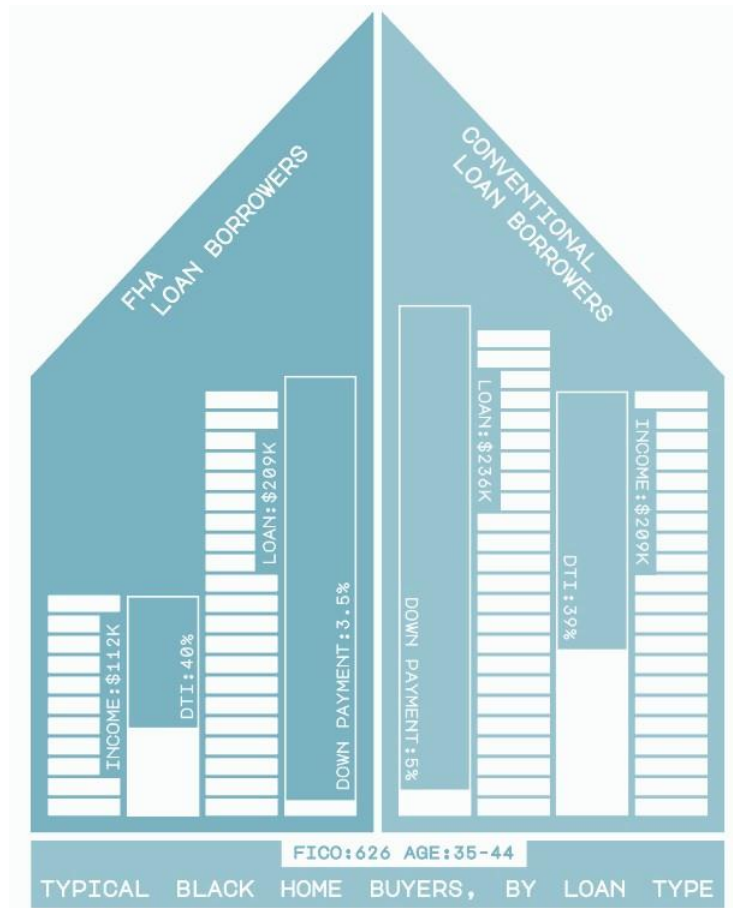 FHA
LOAN BORROWERS
CONVENTIONAL
LOAN BORROWERS
INCOME:$112K
DTI:40%
LOAN:$209K
DOWN PAYMENT:3.5%
DOWN PAYMENT:5%
LOAN:$236K
DTI:39%
INCOME:$209K
FICO:626 AGE:35-44
TYPICAL BLACK HOME BUYERS, BY LOAN TYPE